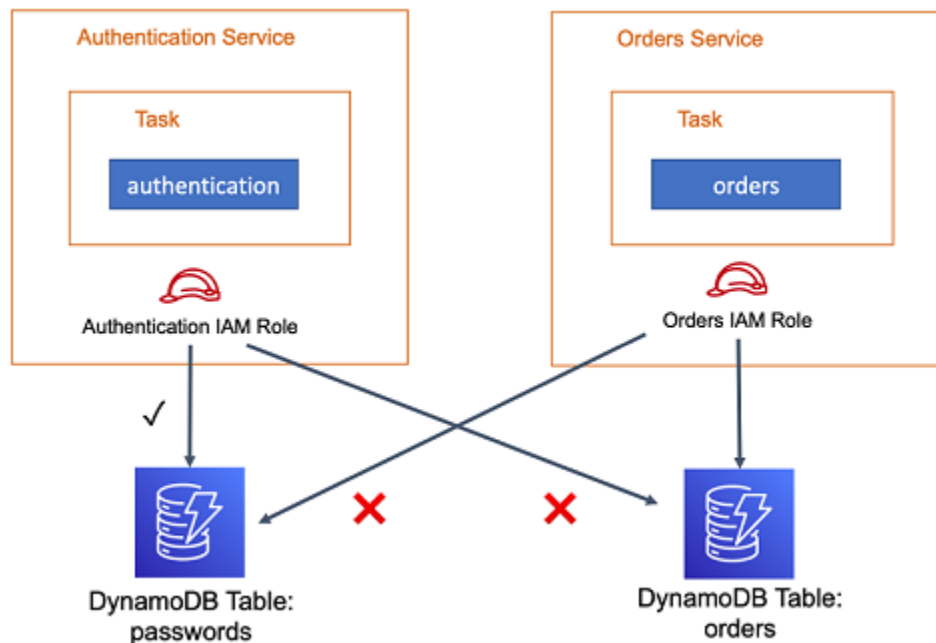 Authentication Service
Orders Service
Task
Task
authentication
orders
Authentication IAM Role
Orders IAM Role
✓
DynamoDB Table:
passwords
DynamoDB Table:
orders